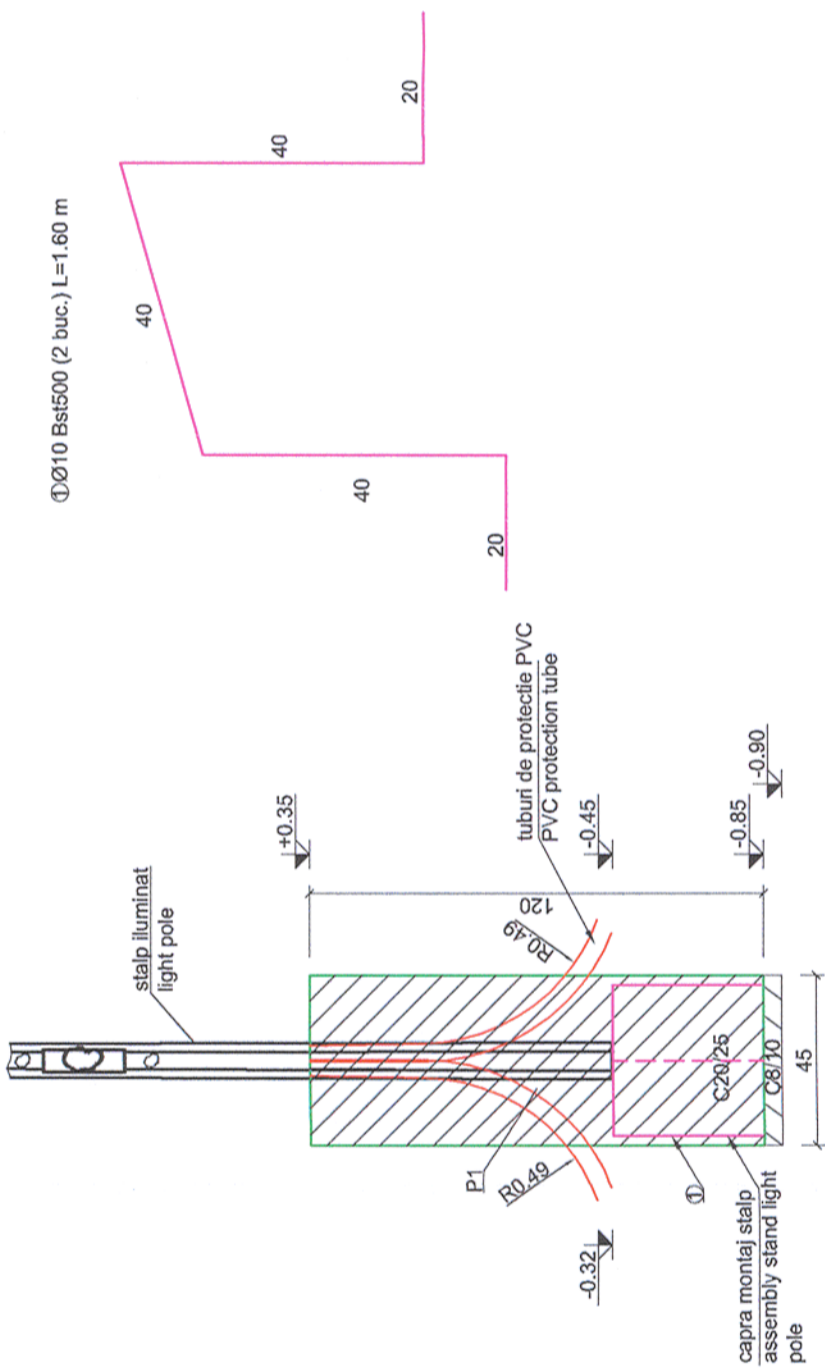 ①Ø10 Bst500 (2 buc.) L=1.60 m
40
20
40
40
20
stalp iluminat
light pole
+0.35
120
R0.49
tuburi de protectie PVC
PVC protection tube
P1
R0.49
-0.32
-0.45
①
C20/25
-0.85
C8/10
-0.90
45
capra montaj stalp
assembly stand light
pole